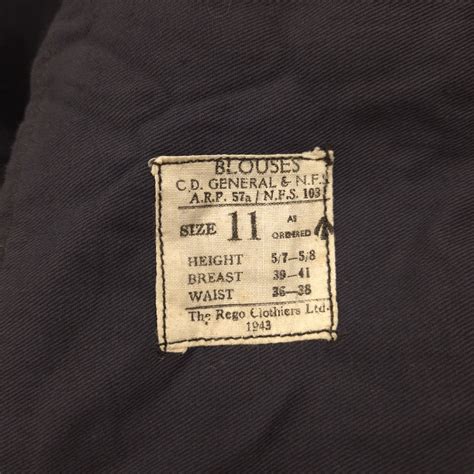 BLOUSES
C.D. GENERAL & N.F.S
A.R.P. 57a / N.F.S. 103
SIZE 11 AS ORDERED
HEIGHT 5/7—5/8
BREAST 39—41
WAIST 36—38
The Rego Clothiers Ltd-
1943